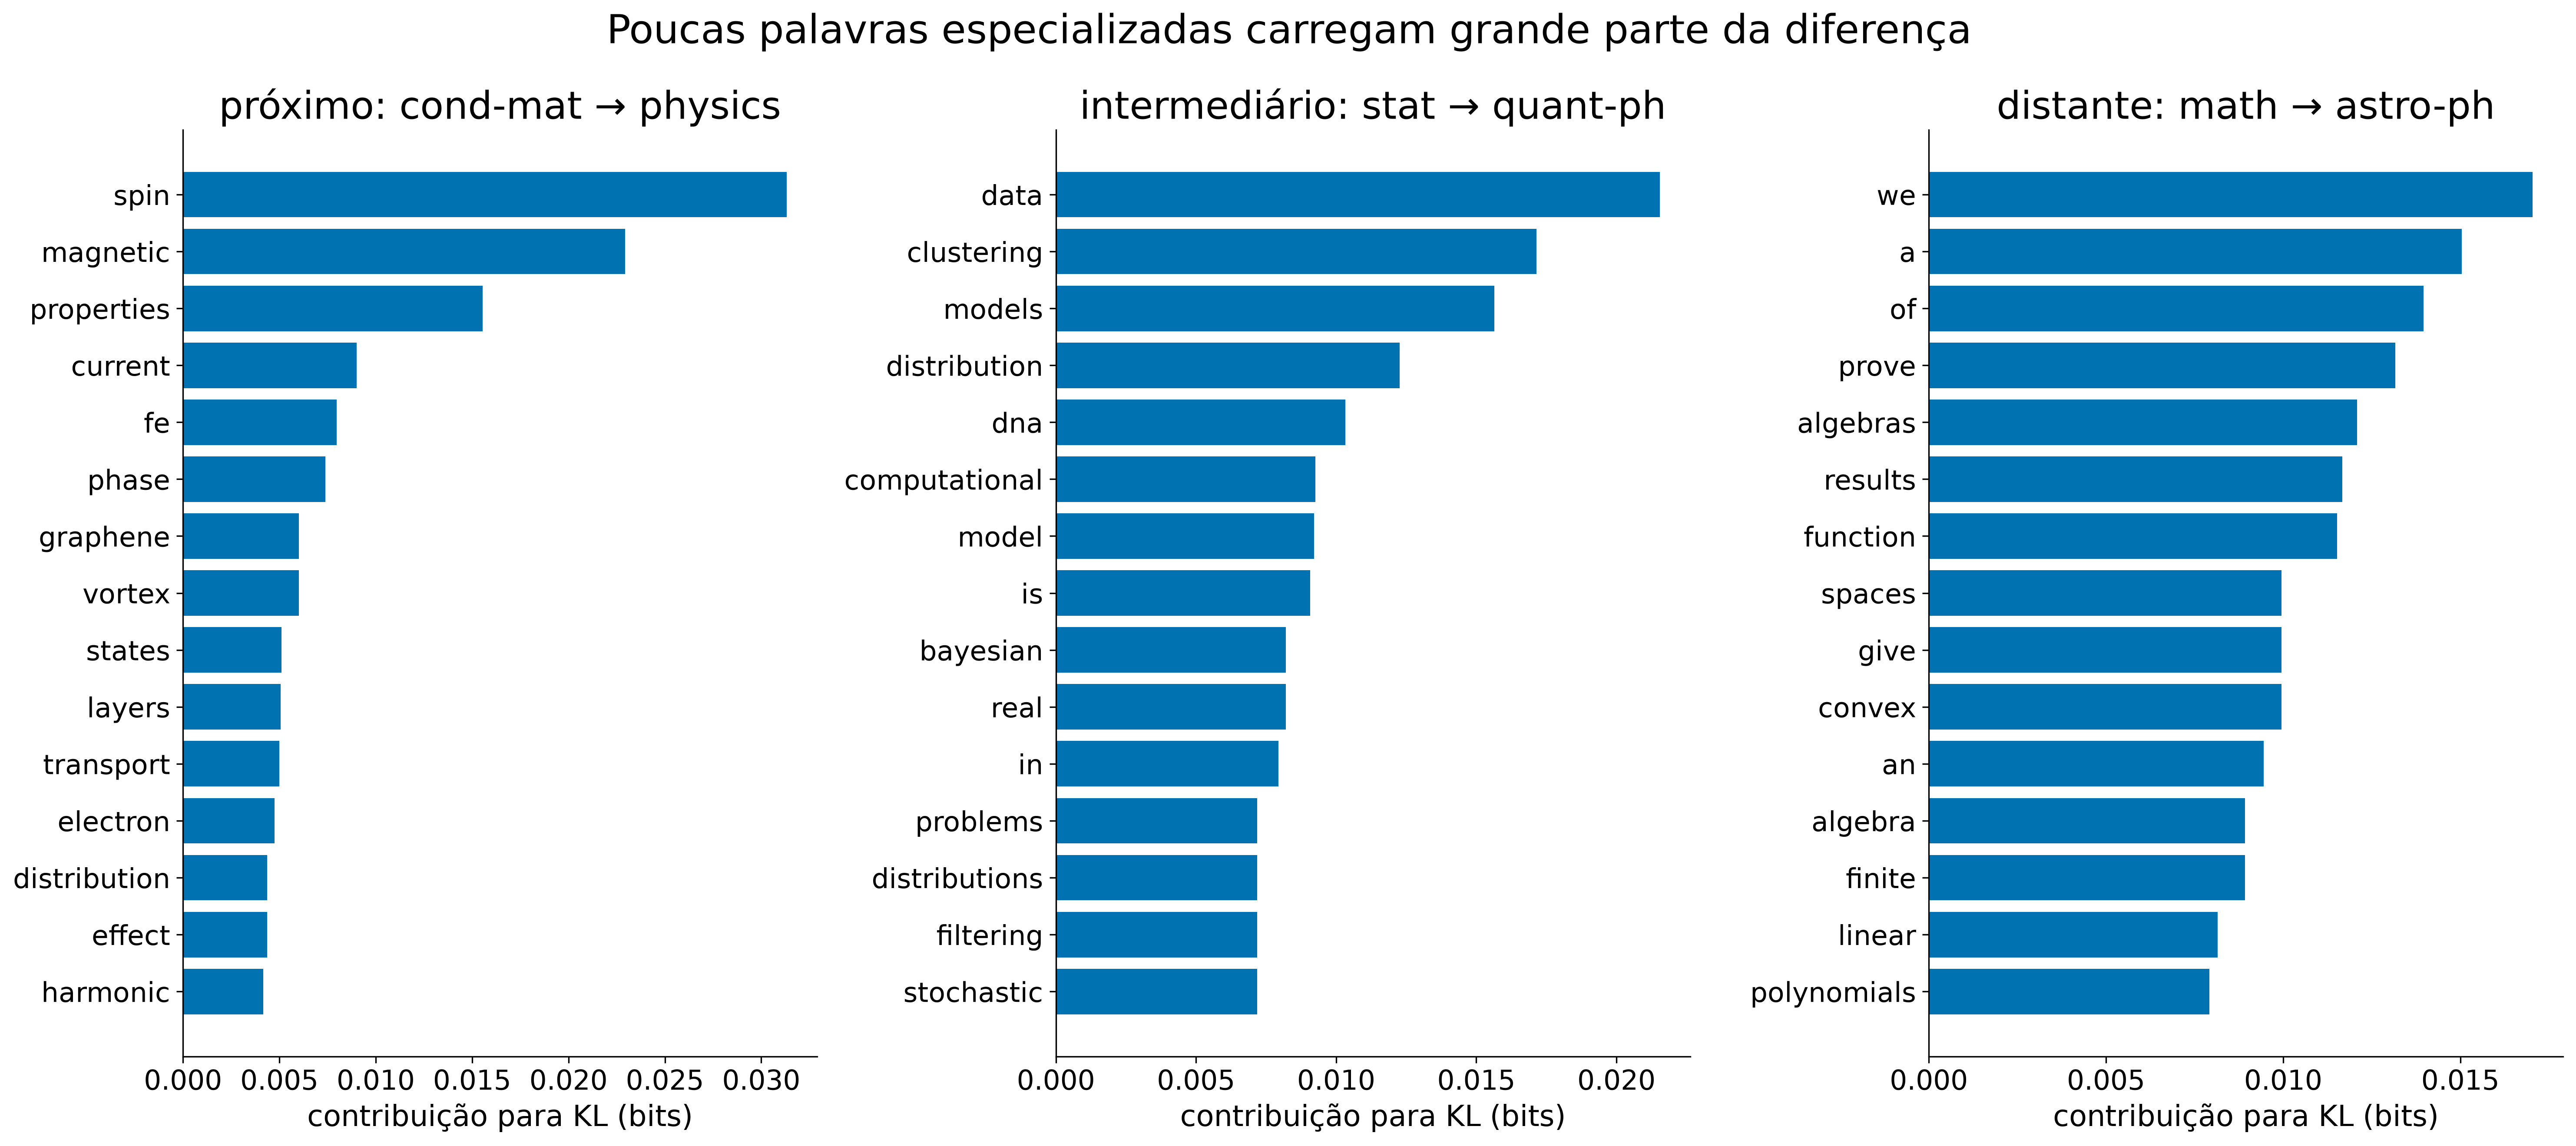 Poucas palavras especializadas carregam grande parte da diferença
próximo: cond-mat → physics
spin
magnetic
properties
current
fe
phase
graphene
vortex
states
layers
transport
electron
distribution
effect
harmonic
0.000 0.005 0.010 0.015 0.020 0.025 0.030
contribuição para KL (bits)
intermediário: stat → quant-ph
data
clustering
models
distribution
dna
computational
model
is
bayesian
real
in
problems
distributions
filtering
stochastic
0.000 0.005 0.010 0.015 0.020
contribuição para KL (bits)
distante: math → astro-ph
we
a
of
prove
algebras
results
function
spaces
give
convex
an
algebra
finite
linear
polynomials
0.000 0.005 0.010 0.015
contribuição para KL (bits)